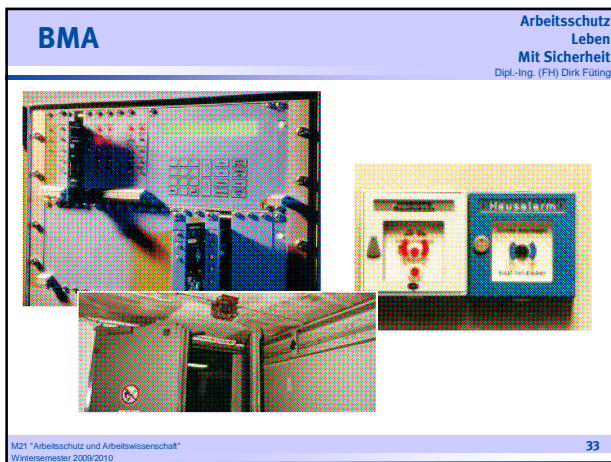 BMA
Arbeitsschutz
Leben
Mit Sicherheit
Dipl.-Ing. (FH) Dirk Füting
Hausalarm
M21 "Arbeitsschutz und Arbeitswissenschaft"
Wintersemester 2009/2010
33